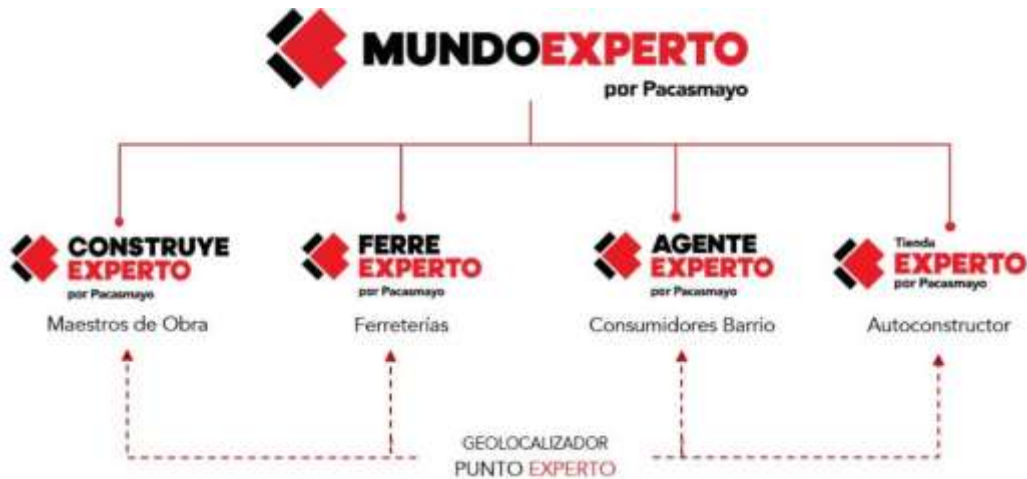 MUNDOEXPERTO
por Pacasmayo
CONSTRUYE
EXPERTO
por Pacasmayo
Maestros de Obra
FERRE
EXPERTO
por Pacasmayo
Ferreterías
AGENTE
EXPERTO
por Pacasmayo
Consumidores Barrio
Tienda
EXPERTO
por Pacasmayo
Autoconstructor
GEOLOCALIZADOR
PUNTO EXPERTO